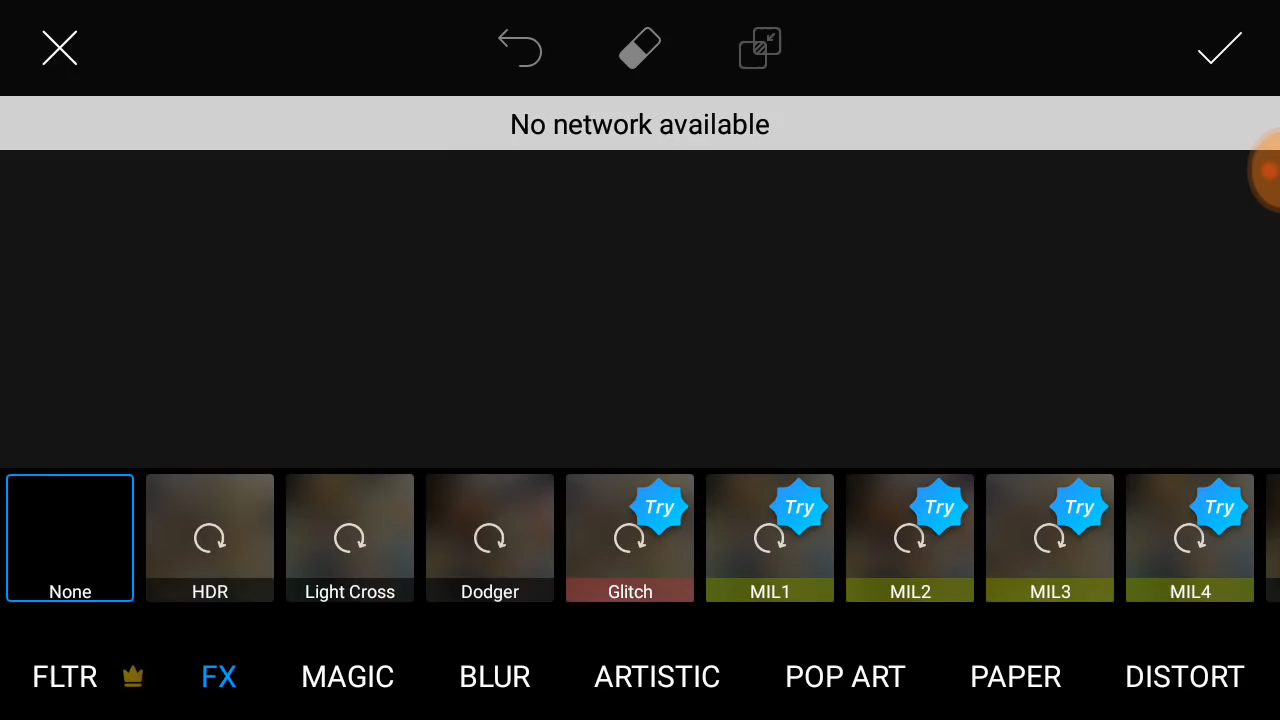 No network available
Try Try Try Try Try
None HDR Light Cross Dodger Glitch MIL1 MIL2 MIL3 MIL4
FLTR FX MAGIC BLUR ARTISTIC POP ART PAPER DISTORT